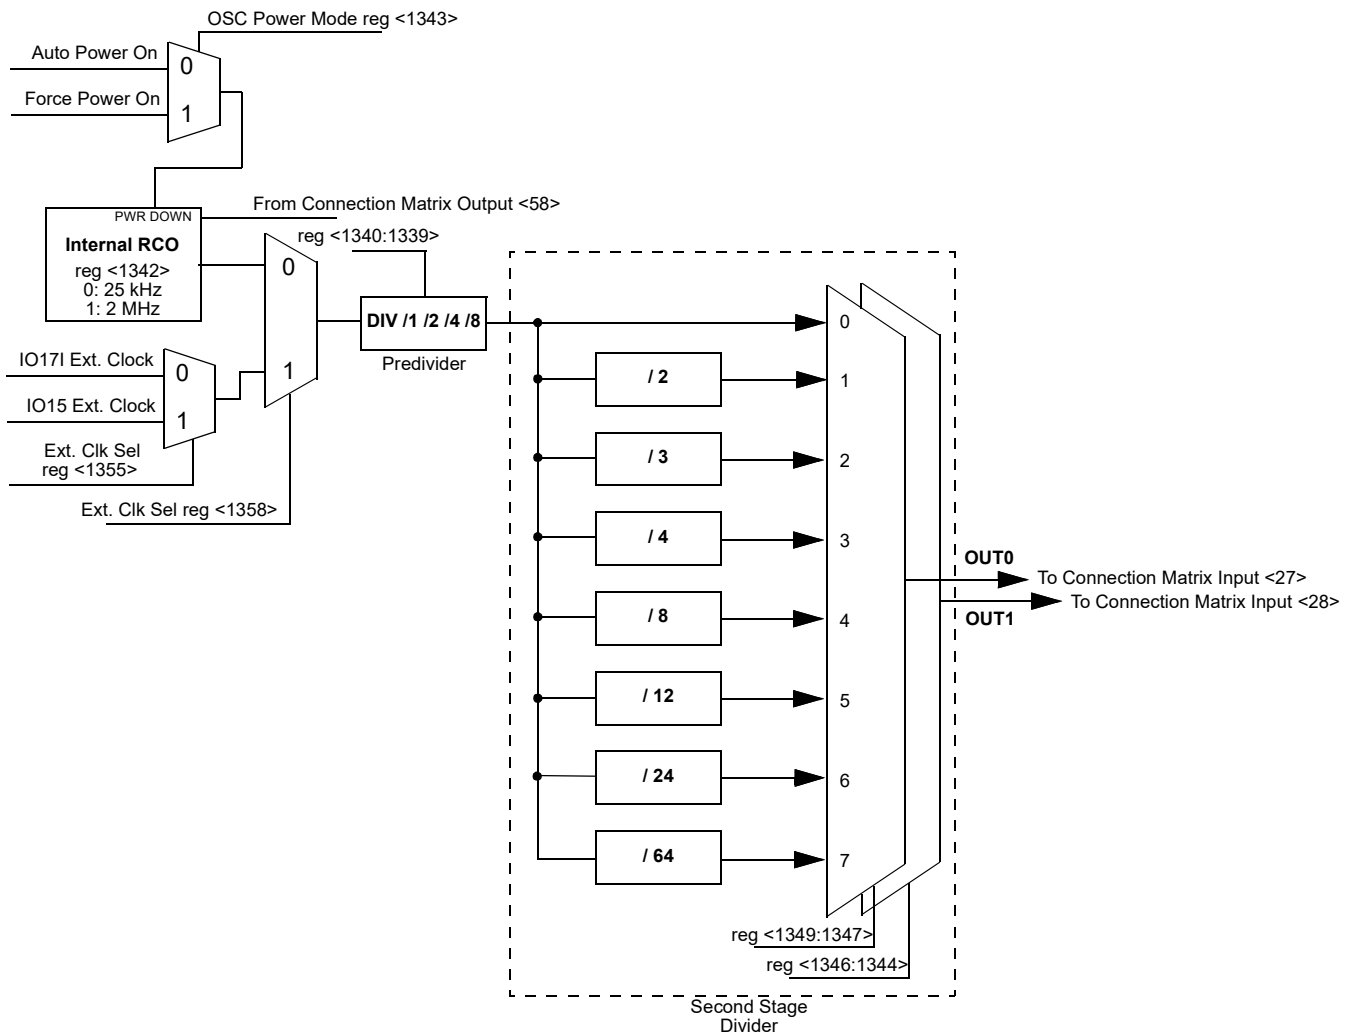 OSC Power Mode reg <1343>
Auto Power On
0
Force Power On
1
PWR DOWN
From Connection Matrix Output <58>
Internal RCO
reg <1342>
0: 25 kHz
1: 2 MHz
reg <1340:1339>
0
DIV /1 /2 /4 /8
Predivider
IO17I Ext. Clock
0
IO15 Ext. Clock
1
1
Ext. Clk Sel
reg <1355>
Ext. Clk Sel reg <1358>
0
/ 2
1
/ 3
2
/ 4
3
/ 8
4
/ 12
5
/ 24
6
/ 64
7
OUT0
To Connection Matrix Input <27>
To Connection Matrix Input <28>
OUT1
reg <1349:1347>
reg <1346:1344>
Second Stage
Divider